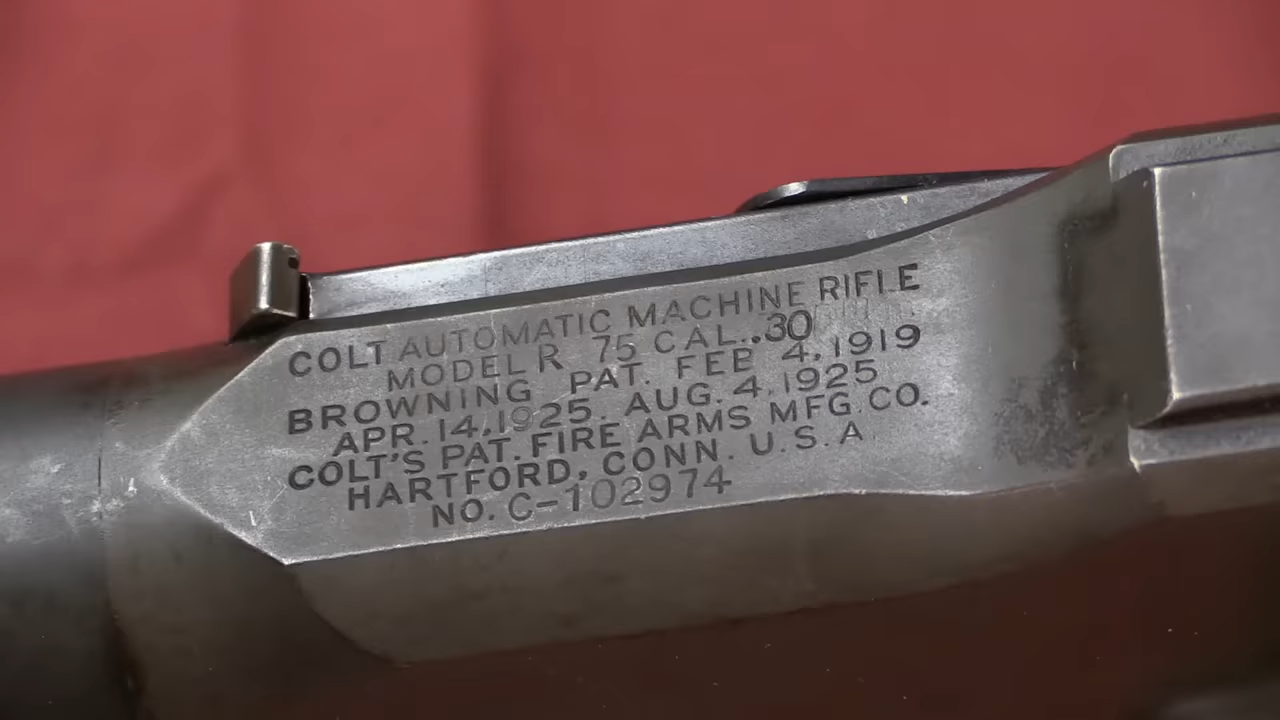 COLT AUTOMATIC MACHINE RIFLE
MODEL R 75 CAL..30
BROWNING PAT. FEB 4,1919
APR.14,1925. AUG.4,1925
COLT'S PAT.FIRE ARMS MFG.CO.
HARTFORD, CONN. U.S.A
NO. C-102974